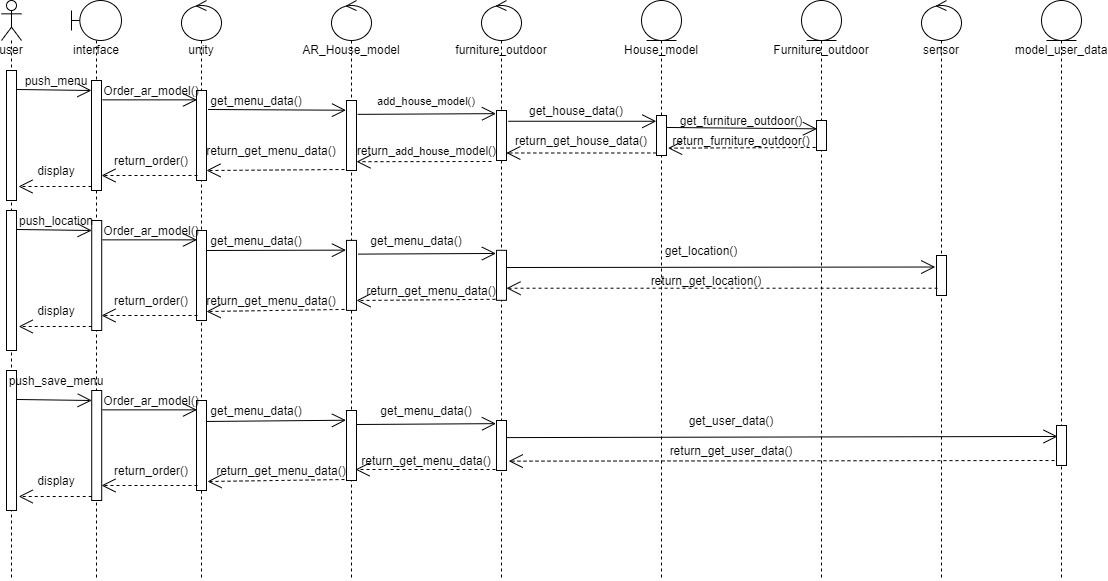 user interface unity AR_House_model furniture_outdoor House_model Furniture_outdoor sensor model_user_data
push_menu
Order_ar_model()
get_menu_data()
add_house_model()
get_house_data()
get_furniture_outdoor()
return_furniture_outdoor()
return_get_house_data()
return_add_house_model()
return_get_menu_data()
return_order()
display
push_location
Order_ar_model()
get_menu_data()
get_menu_data()
get_location()
return_get_location()
return_get_menu_data()
return_get_menu_data()
return_order()
display
push_save_menu
Order_ar_model()
get_menu_data()
get_menu_data()
get_user_data()
return_get_user_data()
return_get_menu_data()
return_get_menu_data()
return_order()
display